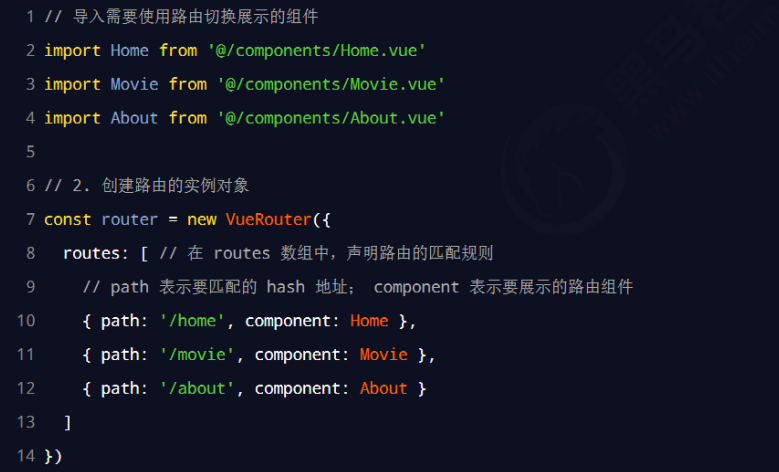 1 // 导入需要使用路由切换展示的组件
2 import Home from '@/components/Home.vue'
3 import Movie from '@/components/Movie.vue'
4 import About from '@/components/About.vue'
5
6 // 2. 创建路由的实例对象
7 const router = new VueRouter({
8   routes: [ // 在 routes 数组中，声明路由的匹配规则
9     // path 表示要匹配的 hash 地址； component 表示要展示的路由组件
10     { path: '/home', component: Home },
11     { path: '/movie', component: Movie },
12     { path: '/about', component: About }
13   ]
14 })